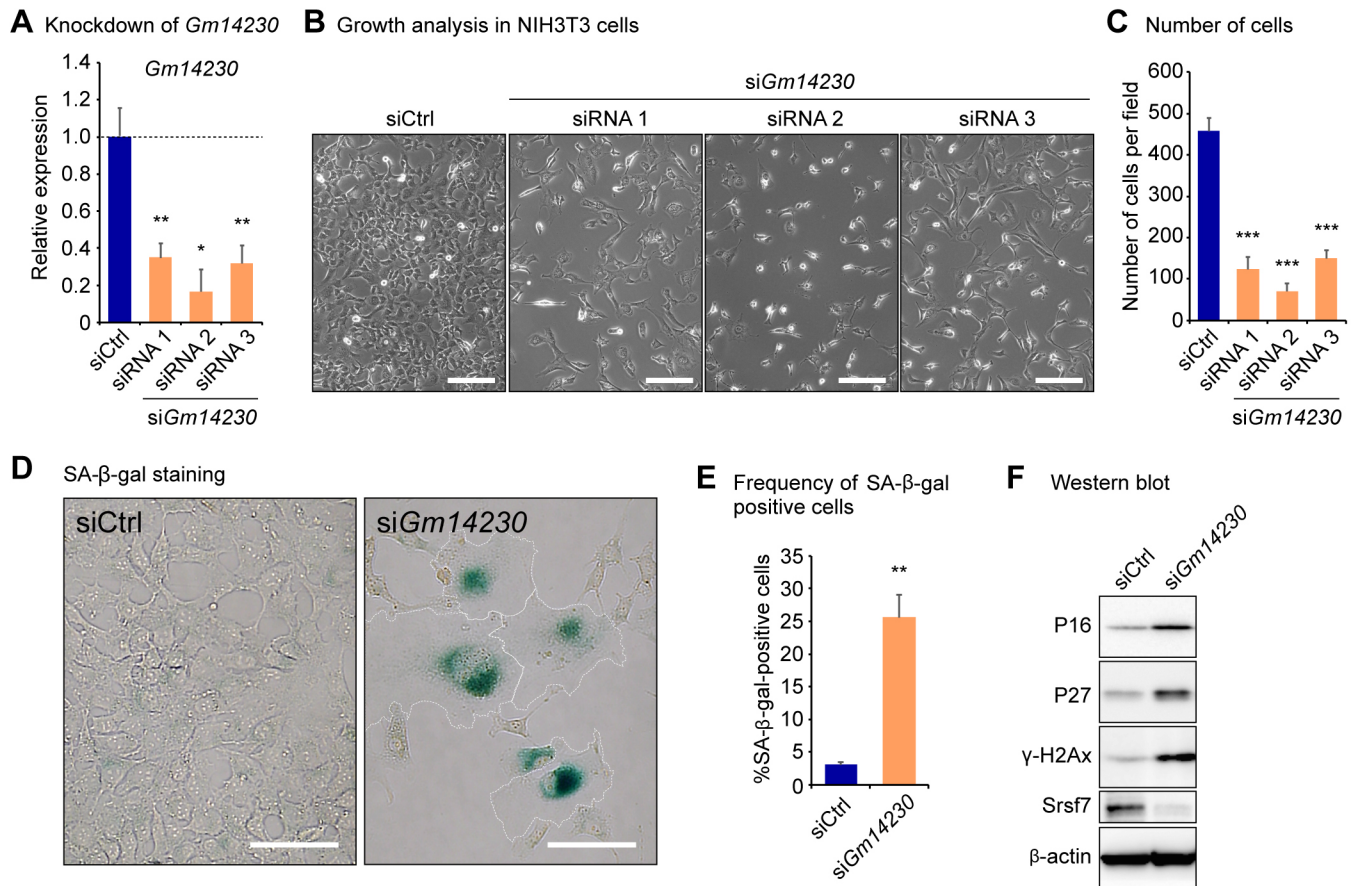 A Knockdown of Gm14230
Gm14230
Relative expression
1.4
1.2
1.0
0.8
0.6
0.4
0.2
0
**
*
**
siCtrl
siRNA 1
siRNA 2
siRNA 3
siGm14230
B Growth analysis in NIH3T3 cells
siGm14230
siCtrl
siRNA 1
siRNA 2
siRNA 3
C Number of cells
Number of cells per field
600
500
400
300
200
100
0
***
***
***
siCtrl
siRNA 1
siRNA 2
siRNA 3
siGm14230
D SA-β-gal staining
siCtrl
siGm14230
E Frequency of SA-β-gal
positive cells
%SA-β-gal-positive cells
35
30
25
20
15
10
5
0
**
siCtrl
siGm14230
F Western blot
siCtrl
siGm14230
P16
P27
γ-H2Ax
Srsf7
β-actin